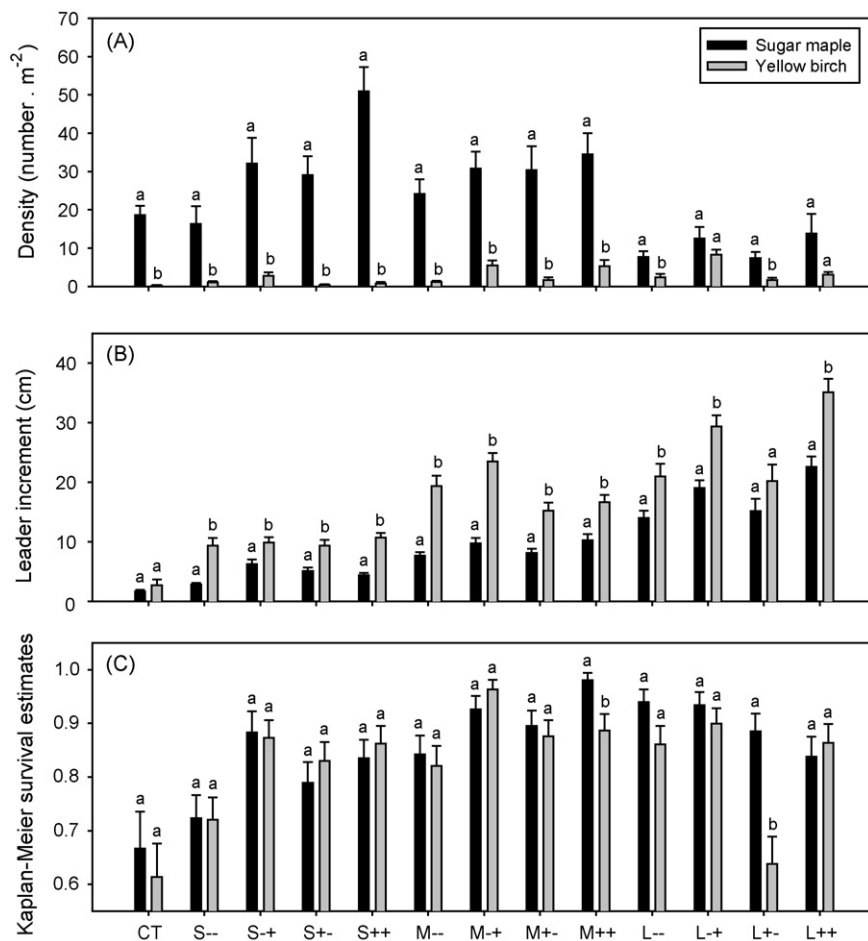 (A)
Sugar maple
Yellow birch
Density (number . m-2)
70
60
50
40
30
20
10
0
a b a b a b a b a b a b a b a b a b a b a a a b a a
(B)
Leader increment (cm)
40
30
20
10
0
a a a b a b a b a b a b a b a b a b a b a b a a a b
(C)
Kaplan-Meier survival estimates
1.0
0.9
0.8
0.7
0.6
a a a a a a a a a a a a a a a a a b a a a a a b a a
CT S-- S-+ S+- S++ M-- M-+ M+- M++ L-- L-+ L+- L++